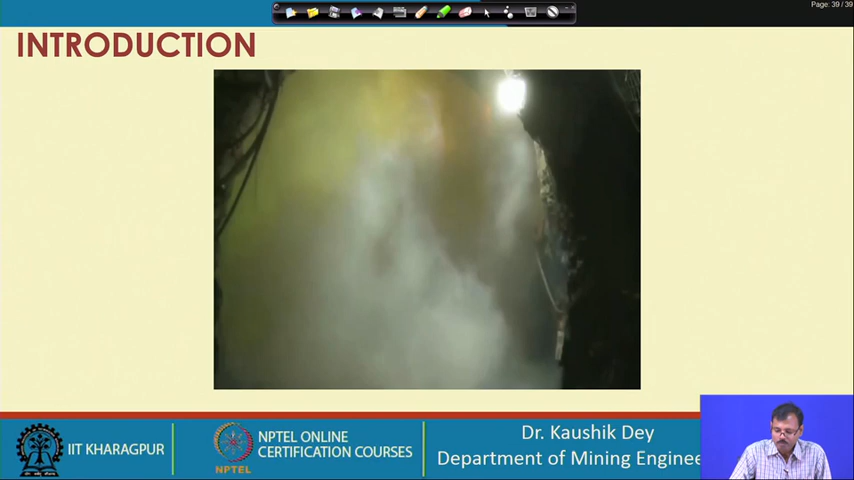 Page: 39 / 39
INTRODUCTION
IIT KHARAGPUR
NPTEL
NPTEL ONLINE
CERTIFICATION COURSES
Dr. Kaushik Dey
Department of Mining Enginee